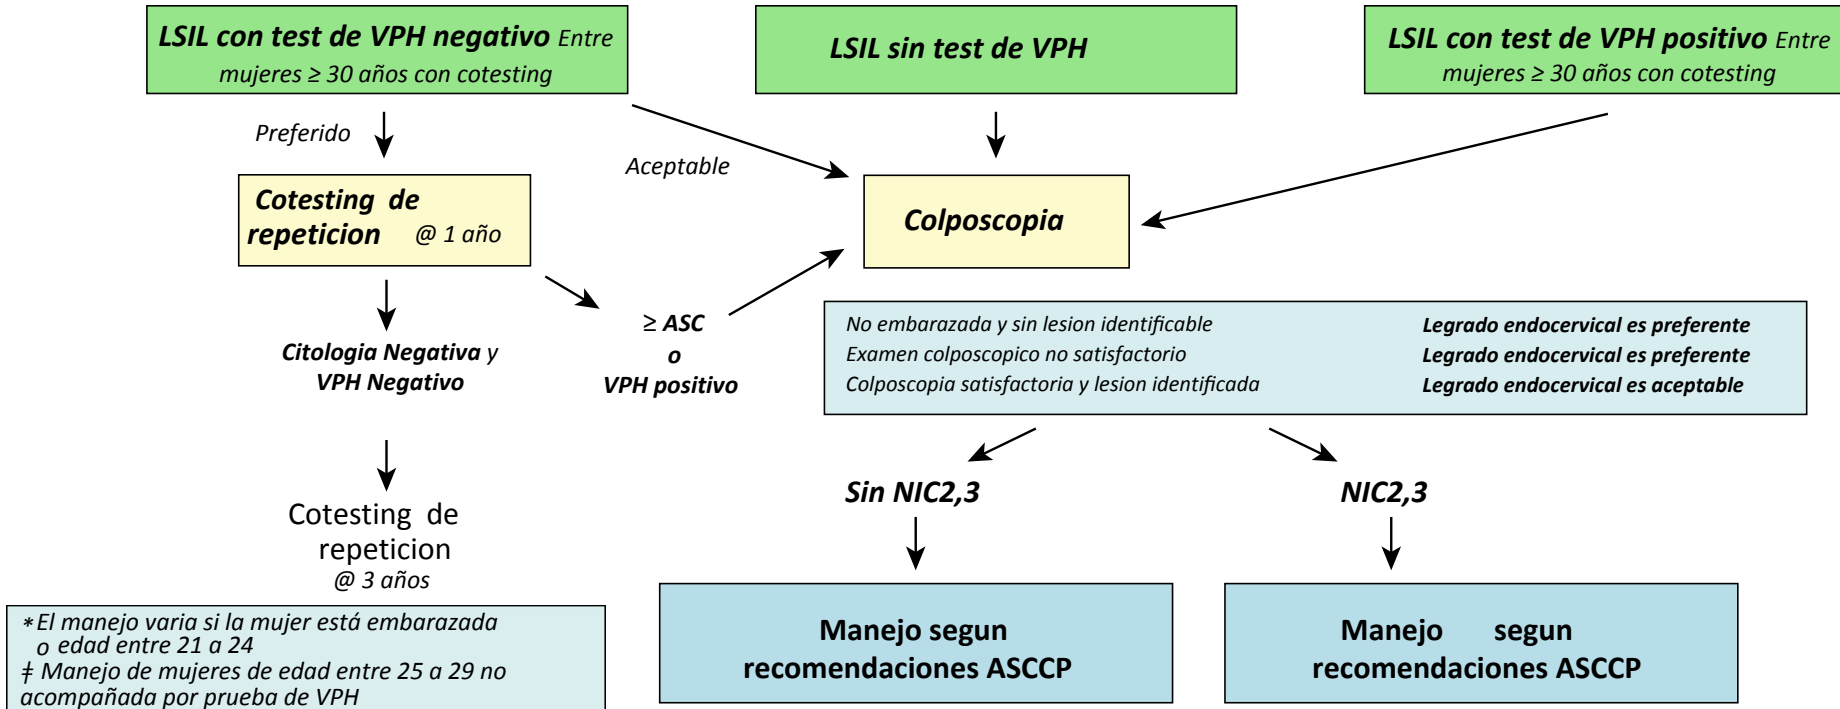 LSIL con test de VPH negativo Entre
mujeres ≥ 30 años con cotesting
LSIL sin test de VPH
LSIL con test de VPH positivo Entre
mujeres ≥ 30 años con cotesting
Preferido
Aceptable
Cotesting de
repeticion @ 1 año
Colposcopia
≥ ASC
o
VPH positivo
Citologia Negativa y
VPH Negativo
No embarazada y sin lesion identificable Legrado endocervical es preferente
Examen colposcopico no satisfactorio Legrado endocervical es preferente
Colposcopia satisfactoria y lesion identificada Legrado endocervical es aceptable
Sin NIC2,3
NIC2,3
Cotesting de
repeticion
@ 3 años
Manejo segun
recomendaciones ASCCP
Manejo segun
recomendaciones ASCCP
* El manejo varia si la mujer está embarazada
o edad entre 21 a 24
ǂ Manejo de mujeres de edad entre 25 a 29 no
acompañada por prueba de VPH